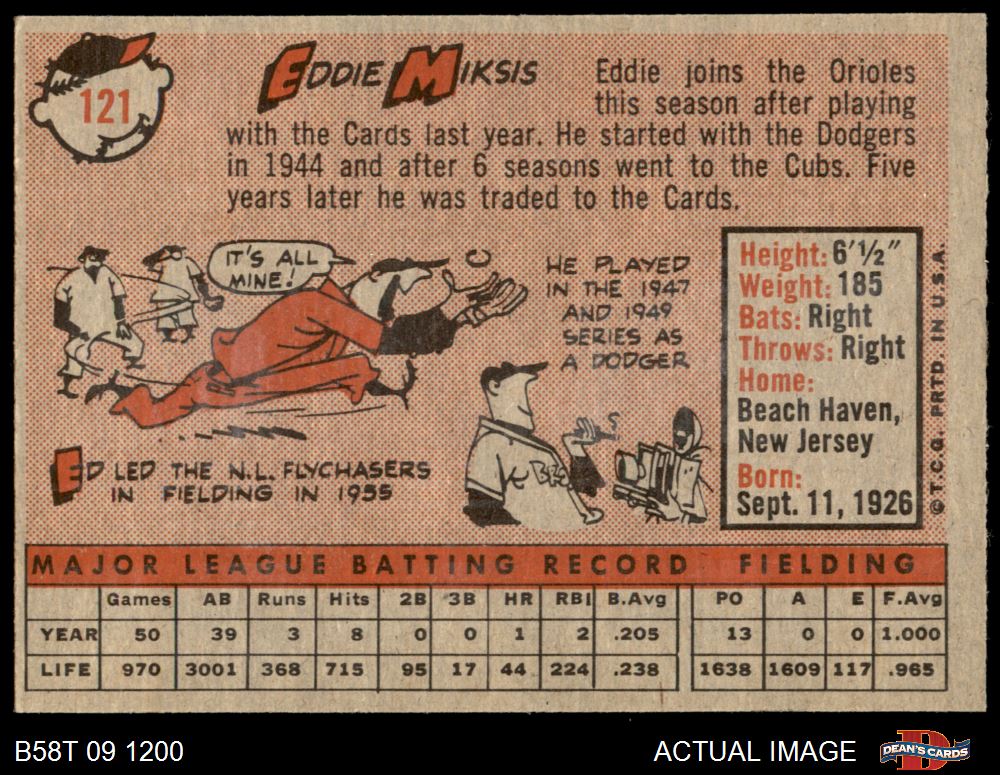 121
EDDIE MIKSIS
Eddie joins the Orioles
this season after playing
with the Cards last year. He started with the Dodgers
in 1944 and after 6 seasons went to the Cubs. Five
years later he was traded to the Cards.
IT'S ALL
MINE!
HE PLAYED
IN THE 1947
AND 1949
SERIES AS
A DODGER
ED LED THE N.L. FLYCHASERS
IN FIELDING IN 1955
Height: 6'½"
Weight: 185
Bats: Right
Throws: Right
Home:
Beach Haven,
New Jersey
Born:
Sept. 11, 1926
© T.C.G. PRTD. IN U.S.A.
MAJOR LEAGUE BATTING RECORD FIELDING
Games AB Runs Hits 2B 3B HR RBI B.Avg PO A E F.Avg
YEAR 50 39 3 8 0 0 1 2 .205 13 0 0 1.000
LIFE 970 3001 368 715 95 17 44 224 .238 1638 1609 117 .965
B58T 09 1200 ACTUAL IMAGE DEAN'S CARDS